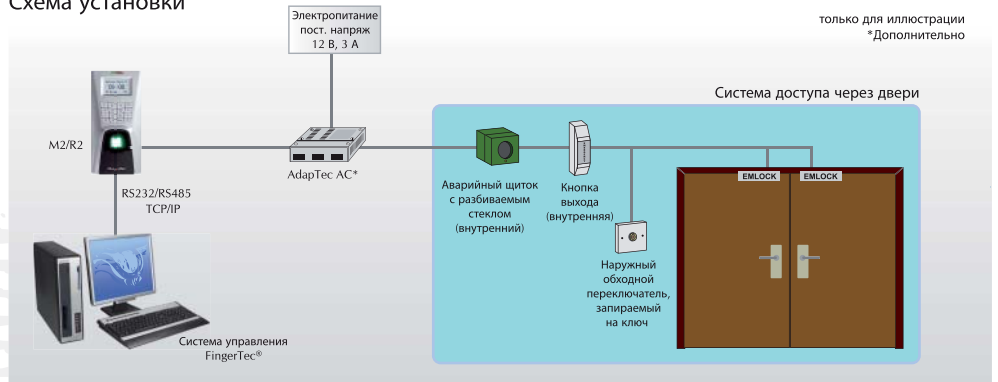 Схема установки
Электропитание
пост. напряж
12 В, 3 А
только для иллюстрации
*Дополнительно
Система доступа через двери
M2/R2
AdapTec AC*
RS232/RS485
TCP/IP
Аварийный щиток
с разбиваемым
стеклом
(внутренний)
Кнопка
выхода
(внутренняя)
EMLOCK
EMLOCK
Наружный
обходной
переключатель,
запираемый
на ключ
Система управления
FingerTec®